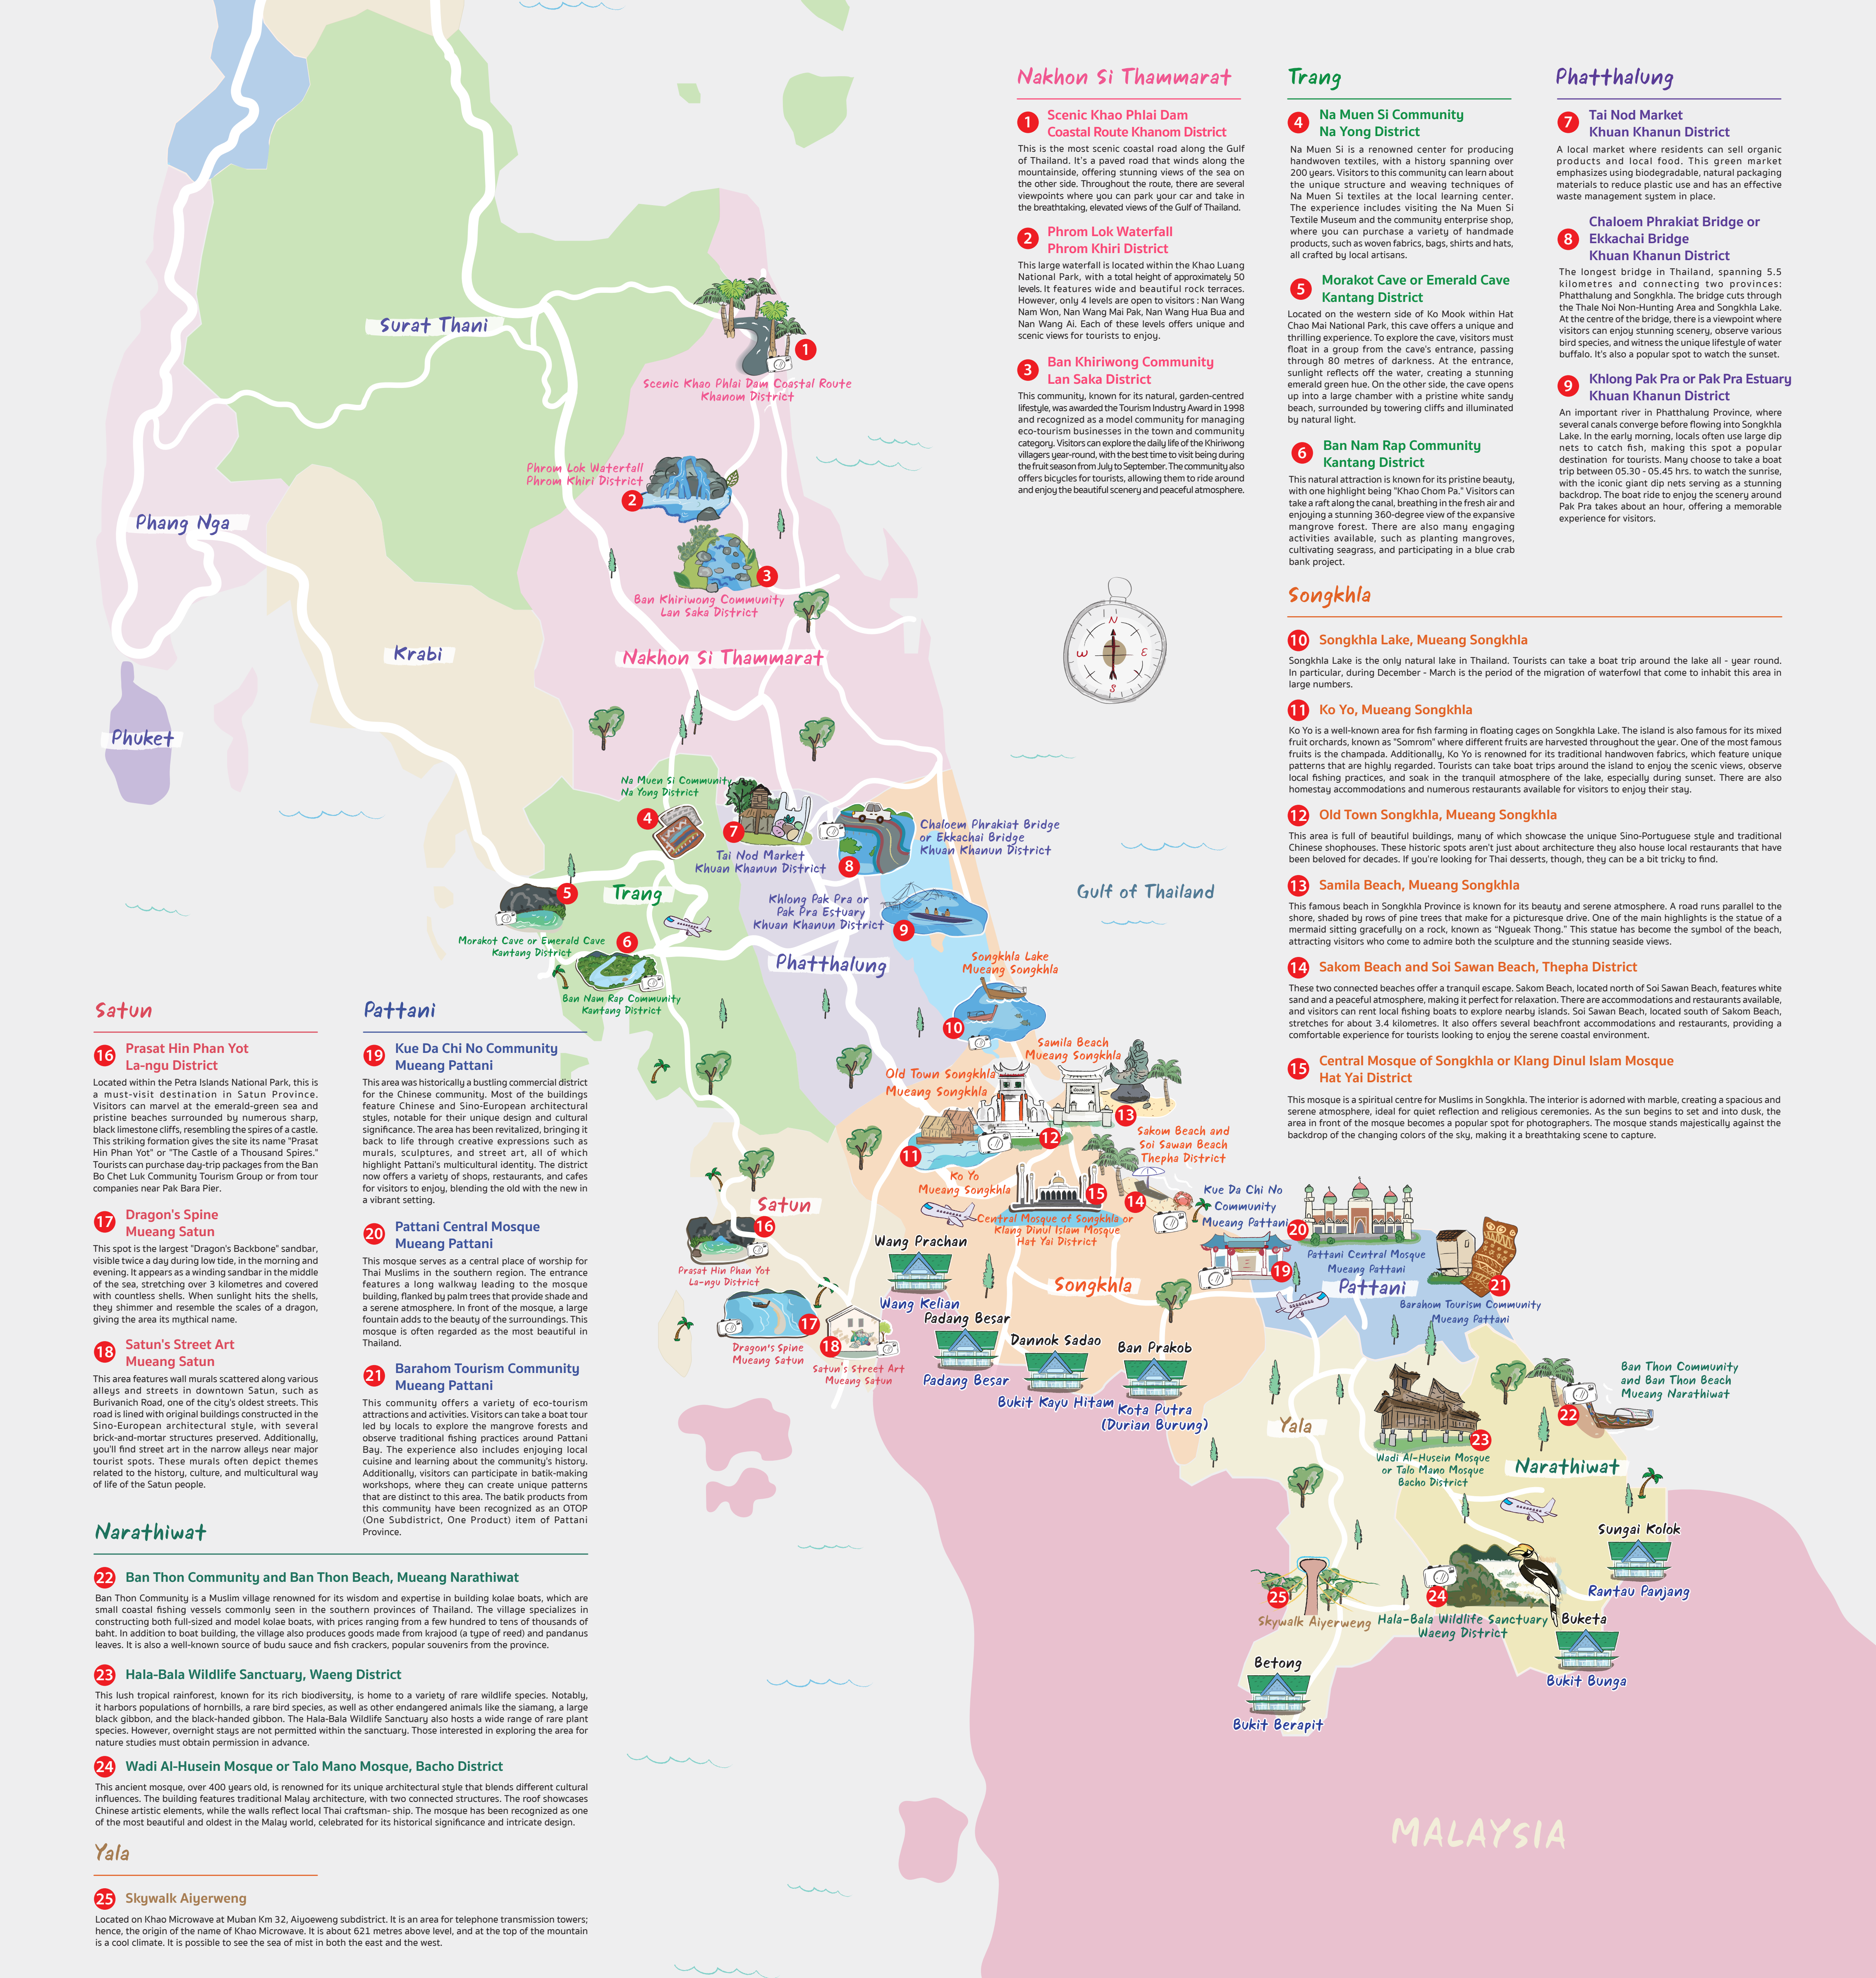 Nakhon Si Thammarat
1
Scenic Khao Phlai Dam
Coastal Route Khanom District
This is the most scenic coastal road along the Gulf
of Thailand. It's a paved road that winds along the
mountainside, offering stunning views of the sea on
the other side. Throughout the route, there are several
viewpoints where you can park your car and take in
the breathtaking, elevated views of the Gulf of Thailand.
2
Phrom Lok Waterfall
Phrom Khiri District
This large waterfall is located within the Khao Luang
National Park, with a total height of approximately 50
levels. It features wide and beautiful rock terraces.
However, only 4 levels are open to visitors : Nan Wang
Nam Won, Nan Wang Mai Pak, Nan Wang Hua Bua and
Nan Wang Ai. Each of these levels offers unique and
scenic views for tourists to enjoy.
3
Ban Khiriwong Community
Lan Saka District
This community, known for its natural, garden-centred
lifestyle, was awarded the Tourism Industry Award in 1998
and recognized as a model community for managing
eco-tourism businesses in the town and community
category. Visitors can explore the daily life of the Khiriwong
villagers year-round, with the best time to visit being during
the fruit season from July to September. The community also
offers bicycles for tourists, allowing them to ride around
and enjoy the beautiful scenery and peaceful atmosphere.
Trang
4
Na Muen Si Community
Na Yong District
Na Muen Si is a renowned center for producing
handwoven textiles, with a history spanning over
200 years. Visitors to this community can learn about
the unique structure and weaving techniques of
Na Muen Si textiles at the local learning center.
The experience includes visiting the Na Muen Si
Textile Museum and the community enterprise shop,
where you can purchase a variety of handmade
products, such as woven fabrics, bags, shirts and hats,
all crafted by local artisans.
5
Morakot Cave or Emerald Cave
Kantang District
Located on the western side of Ko Mook within Hat
Chao Mai National Park, this cave offers a unique and
thrilling experience. To explore the cave, visitors must
float in a group from the cave's entrance, passing
through 80 metres of darkness. At the entrance,
sunlight reflects off the water, creating a stunning
emerald green hue. On the other side, the cave opens
up into a large chamber with a pristine white sandy
beach, surrounded by towering cliffs and illuminated
by natural light.
6
Ban Nam Rap Community
Kantang District
This natural attraction is known for its pristine beauty,
with one highlight being "Khao Chom Pa." Visitors can
take a raft along the canal, breathing in the fresh air and
enjoying a stunning 360-degree view of the expansive
mangrove forest. There are also many engaging
activities available, such as planting mangroves,
cultivating seagrass, and participating in a blue crab
bank project.
Phatthalung
7
Tai Nod Market
Khuan Khanun District
A local market where residents can sell organic
products and local food. This green market
emphasizes using biodegradable, natural packaging
materials to reduce plastic use and has an effective
waste management system in place.
8
Chaloem Phrakiat Bridge or
Ekkachai Bridge
Khuan Khanun District
The longest bridge in Thailand, spanning 5.5
kilometres and connecting two provinces:
Phatthalung and Songkhla. The bridge cuts through
the Thale Noi Non-Hunting Area and Songkhla Lake.
At the centre of the bridge, there is a viewpoint where
visitors can enjoy stunning scenery, observe various
bird species, and witness the unique lifestyle of water
buffalo. It's also a popular spot to watch the sunset.
9
Khlong Pak Pra or Pak Pra Estuary
Khuan Khanun District
An important river in Phatthalung Province, where
several canals converge before flowing into Songkhla
Lake. In the early morning, locals often use large dip
nets to catch fish, making this spot a popular
destination for tourists. Many choose to take a boat
trip between 05.30 - 05.45 hrs. to watch the sunrise,
with the iconic giant dip nets serving as a stunning
backdrop. The boat ride to enjoy the scenery around
Pak Pra takes about an hour, offering a memorable
experience for visitors.
Songkhla
10
Songkhla Lake, Mueang Songkhla
Songkhla Lake is the only natural lake in Thailand. Tourists can take a boat trip around the lake all - year round.
In particular, during December - March is the period of the migration of waterfowl that come to inhabit this area in
large numbers.
11
Ko Yo, Mueang Songkhla
Ko Yo is a well-known area for fish farming in floating cages on Songkhla Lake. The island is also famous for its mixed
fruit orchards, known as "Somrom" where different fruits are harvested throughout the year. One of the most famous
fruits is the champada. Additionally, Ko Yo is renowned for its traditional handwoven fabrics, which feature unique
patterns that are highly regarded. Tourists can take boat trips around the island to enjoy the scenic views, observe
local fishing practices, and soak in the tranquil atmosphere of the lake, especially during sunset. There are also
homestay accommodations and numerous restaurants available for visitors to enjoy their stay.
12
Old Town Songkhla, Mueang Songkhla
This area is full of beautiful buildings, many of which showcase the unique Sino-Portuguese style and traditional
Chinese shophouses. These historic spots aren't just about architecture they also house local restaurants that have
been beloved for decades. If you're looking for Thai desserts, though, they can be a bit tricky to find.
13
Samila Beach, Mueang Songkhla
This famous beach in Songkhla Province is known for its beauty and serene atmosphere. A road runs parallel to the
shore, shaded by rows of pine trees that make for a picturesque drive. One of the main highlights is the statue of a
mermaid sitting gracefully on a rock, known as "Ngueak Thong." This statue has become the symbol of the beach,
attracting visitors who come to admire both the sculpture and the stunning seaside views.
14
Sakom Beach and Soi Sawan Beach, Thepha District
These two connected beaches offer a tranquil escape. Sakom Beach, located north of Soi Sawan Beach, features white
sand and a peaceful atmosphere, making it perfect for relaxation. There are accommodations and restaurants available,
and visitors can rent local fishing boats to explore nearby islands. Soi Sawan Beach, located south of Sakom Beach,
stretches for about 3.4 kilometres. It also offers several beachfront accommodations and restaurants, providing a
comfortable experience for tourists looking to enjoy the serene coastal environment.
15
Central Mosque of Songkhla or Klang Dinul Islam Mosque
Hat Yai District
This mosque is a spiritual centre for Muslims in Songkhla. The interior is adorned with marble, creating a spacious and
serene atmosphere, ideal for quiet reflection and religious ceremonies. As the sun begins to set and into dusk, the
area in front of the mosque becomes a popular spot for photographers. The mosque stands majestically against the
backdrop of the changing colors of the sky, making it a breathtaking scene to capture.
Satun
16
Prasat Hin Phan Yot
La-ngu District
Located within the Petra Islands National Park, this is
a must-visit destination in Satun Province.
Visitors can marvel at the emerald-green sea and
pristine beaches surrounded by numerous sharp,
black limestone cliffs, resembling the spires of a castle.
This striking formation gives the site its name "Prasat
Hin Phan Yot" or "The Castle of a Thousand Spires."
Tourists can purchase day-trip packages from the Ban
Bo Chet Luk Community Tourism Group or from tour
companies near Pak Bara Pier.
17
Dragon's Spine
Mueang Satun
This spot is the largest "Dragon's Backbone" sandbar,
visible twice a day during low tide, in the morning and
evening. It appears as a winding sandbar in the middle
of the sea, stretching over 3 kilometres and covered
with countless shells. When sunlight hits the shells,
they shimmer and resemble the scales of a dragon,
giving the area its mythical name.
18
Satun's Street Art
Mueang Satun
This area features wall murals scattered along various
alleys and streets in downtown Satun, such as
Burivanich Road, one of the city's oldest streets. This
road is lined with original buildings constructed in the
Sino-European architectural style, with several
brick-and-mortar structures preserved. Additionally,
you'll find street art in the narrow alleys near major
tourist spots. These murals often depict themes
related to the history, culture, and multicultural way
of life of the Satun people.
Pattani
19
Kue Da Chi No Community
Mueang Pattani
This area was historically a bustling commercial district
for the Chinese community. Most of the buildings
feature Chinese and Sino-European architectural
styles, notable for their unique design and cultural
significance. The area has been revitalized, bringing it
back to life through creative expressions such as
murals, sculptures, and street art, all of which
highlight Pattani's multicultural identity. The district
now offers a variety of shops, restaurants, and cafes
for visitors to enjoy, blending the old with the new in
a vibrant setting.
20
Pattani Central Mosque
Mueang Pattani
This mosque serves as a central place of worship for
Thai Muslims in the southern region. The entrance
features a long walkway leading to the mosque
building, flanked by palm trees that provide shade and
a serene atmosphere. In front of the mosque, a large
fountain adds to the beauty of the surroundings. This
mosque is often regarded as the most beautiful in
Thailand.
21
Barahom Tourism Community
Mueang Pattani
This community offers a variety of eco-tourism
attractions and activities. Visitors can take a boat tour
led by locals to explore the mangrove forests and
observe traditional fishing practices around Pattani
Bay. The experience also includes enjoying local
cuisine and learning about the community's history.
Additionally, visitors can participate in batik-making
workshops, where they can create unique patterns
that are distinct to this area. The batik products from
this community have been recognized as an OTOP
(One Subdistrict, One Product) item of Pattani
Province.
Narathiwat
22
Ban Thon Community and Ban Thon Beach, Mueang Narathiwat
Ban Thon Community is a Muslim village renowned for its wisdom and expertise in building kolae boats, which are
small coastal fishing vessels commonly seen in the southern provinces of Thailand. The village specializes in
constructing both full-sized and model kolae boats, with prices ranging from a few hundred to tens of thousands of
baht. In addition to boat building, the village also produces goods made from krajood (a type of reed) and pandanus
leaves. It is also a well-known source of budu sauce and fish crackers, popular souvenirs from the province.
23
Hala-Bala Wildlife Sanctuary, Waeng District
This lush tropical rainforest, known for its rich biodiversity, is home to a variety of rare wildlife species. Notably,
it harbors populations of hornbills, a rare bird species, as well as other endangered animals like the siamang, a large
black gibbon, and the black-handed gibbon. The Hala-Bala Wildlife Sanctuary also hosts a wide range of rare plant
species. However, overnight stays are not permitted within the sanctuary. Those interested in exploring the area for
nature studies must obtain permission in advance.
24
Wadi Al-Husein Mosque or Talo Mano Mosque, Bacho District
This ancient mosque, over 400 years old, is renowned for its unique architectural style that blends different cultural
influences. The building features traditional Malay architecture, with two connected structures. The roof showcases
Chinese artistic elements, while the walls reflect local Thai craftsman- ship. The mosque has been recognized as one
of the most beautiful and oldest in the Malay world, celebrated for its historical significance and intricate design.
Yala
25
Skywalk Aiyerweng
Located on Khao Microwave at Muban Km 32, Aiyoeweng subdistrict. It is an area for telephone transmission towers;
hence, the origin of the name of Khao Microwave. It is about 621 metres above level, and at the top of the mountain
is a cool climate. It is possible to see the sea of mist in both the east and the west.
Surat Thani
Phang Nga
Krabi
Phuket
1
Scenic Khao Phlai Dam Coastal Route
Khanom District
Phrom Lok Waterfall
Phrom Khiri District
2
3
Ban Khiriwong Community
Lan Saka District
Nakhon Si Thammarat
N
W
E
S
Na Muen Si Community
Na Yong District
4
7
Tai Nod Market
Khuan Khanun District
Chaloem Phrakiat Bridge
or Ekkachai Bridge
Khuan Khanun District
8
5
Trang
Morakot Cave or Emerald Cave
Kantang District
6
Ban Nam Rap Community
Kantang District
Khlong Pak Pra or
Pak Pra Estuary
Khuan Khanun District
9
Gulf of Thailand
Phatthalung
Songkhla Lake
Mueang Songkhla
10
Samila Beach
Mueang Songkhla
13
Old Town Songkhla
Mueang Songkhla
12
11
Ko Yo
Mueang Songkhla
Sakom Beach and
Soi Sawan Beach
Thepha District
14
15
Central Mosque of Songkhla or
Klang Dinul Islam Mosque
Hat Yai District
Satun
16
Prasat Hin Phan Yot
La-ngu District
17
Dragon's Spine
Mueang Satun
18
Satun's Street Art
Mueang Satun
Songkhla
Kue Da Chi No
Community
Mueang Pattani
19
20
Pattani Central Mosque
Mueang Pattani
Pattani
21
Barahom Tourism Community
Mueang Pattani
Wang Prachan
Wang Kelian
Padang Besar
Padang Besar
Dannok Sadao
Bukit Kayu Hitam
Ban Prakob
Kota Putra
(Durian Burung)
Yala
Ban Thon Community
and Ban Thon Beach
Mueang Narathiwat
22
23
Wadi Al-Husein Mosque
or Talo Mano Mosque
Bacho District
Narathiwat
Sungai Kolok
Rantau Panjang
25
Skywalk Aiyerweng
24
Hala-Bala Wildlife Sanctuary
Waeng District
Buketa
Bukit Bunga
Betong
Bukit Berapit
MALAYSIA